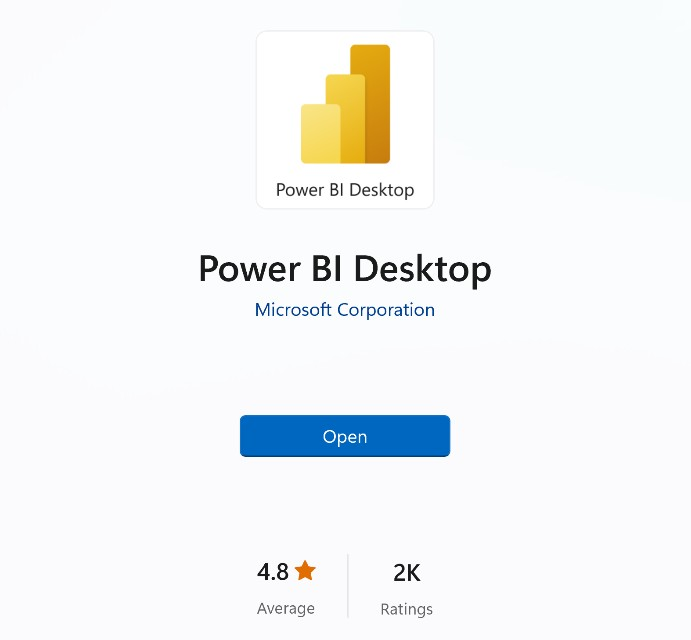 Power BI Desktop
Power BI Desktop
Microsoft Corporation
Open
4.8 2K
Average Ratings